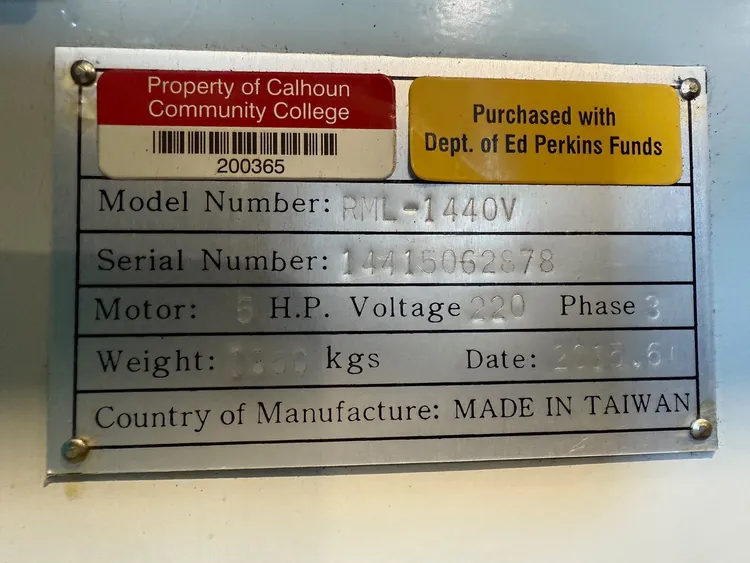 Property of Calhoun
Community College
200365
Purchased with
Dept. of Ed Perkins Funds
Model Number: RML-1440V
Serial Number: 14415062878
Motor: 5 H.P. Voltage 220 Phase 3
Weight: kgs Date:
Country of Manufacture: MADE IN TAIWAN